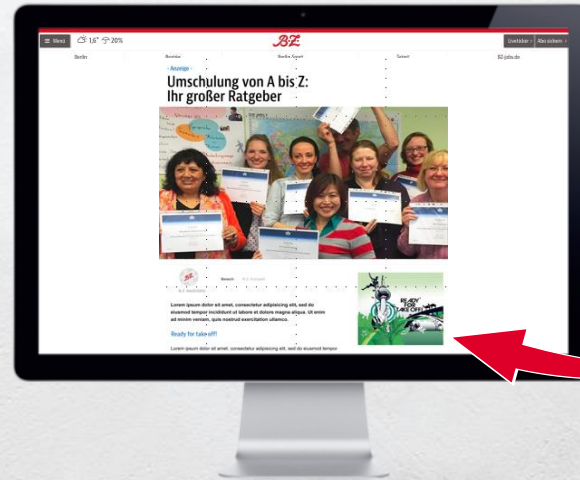 ≡ Menü 1,6° 20%
B.Z.
Liveticker > Abo sichern >
Berlin
B.Z.-Jobs.de
- Anzeige -
Umschulung von A bis Z:
Ihr großer Ratgeber
B.Z.
Lorem ipsum dolor sit amet, consectetur adipisicing elit, sed do
eiusmod tempor incididunt ut labore et dolore magna aliqua. Ut enim
ad minim veniam, quis nostrud exercitation ullamco.
READY
FOR
TAKE OFF!
Ready for take off!
Lorem ipsum dolor sit amet, consectetur adipisicing elit, sed do eiusmod tempor